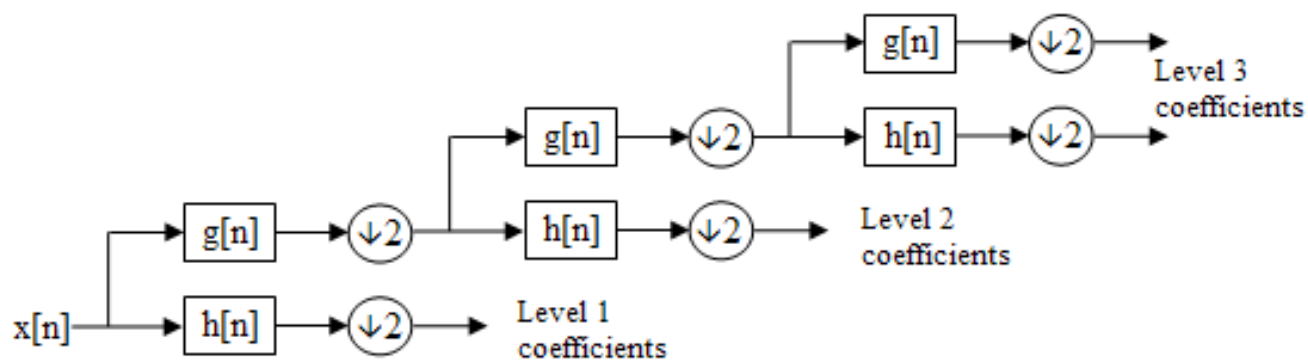 g[n] ↓2
Level 3
coefficients
g[n] ↓2 h[n] ↓2
g[n] ↓2 h[n] ↓2
Level 2
coefficients
x[n] h[n] ↓2
Level 1
coefficients